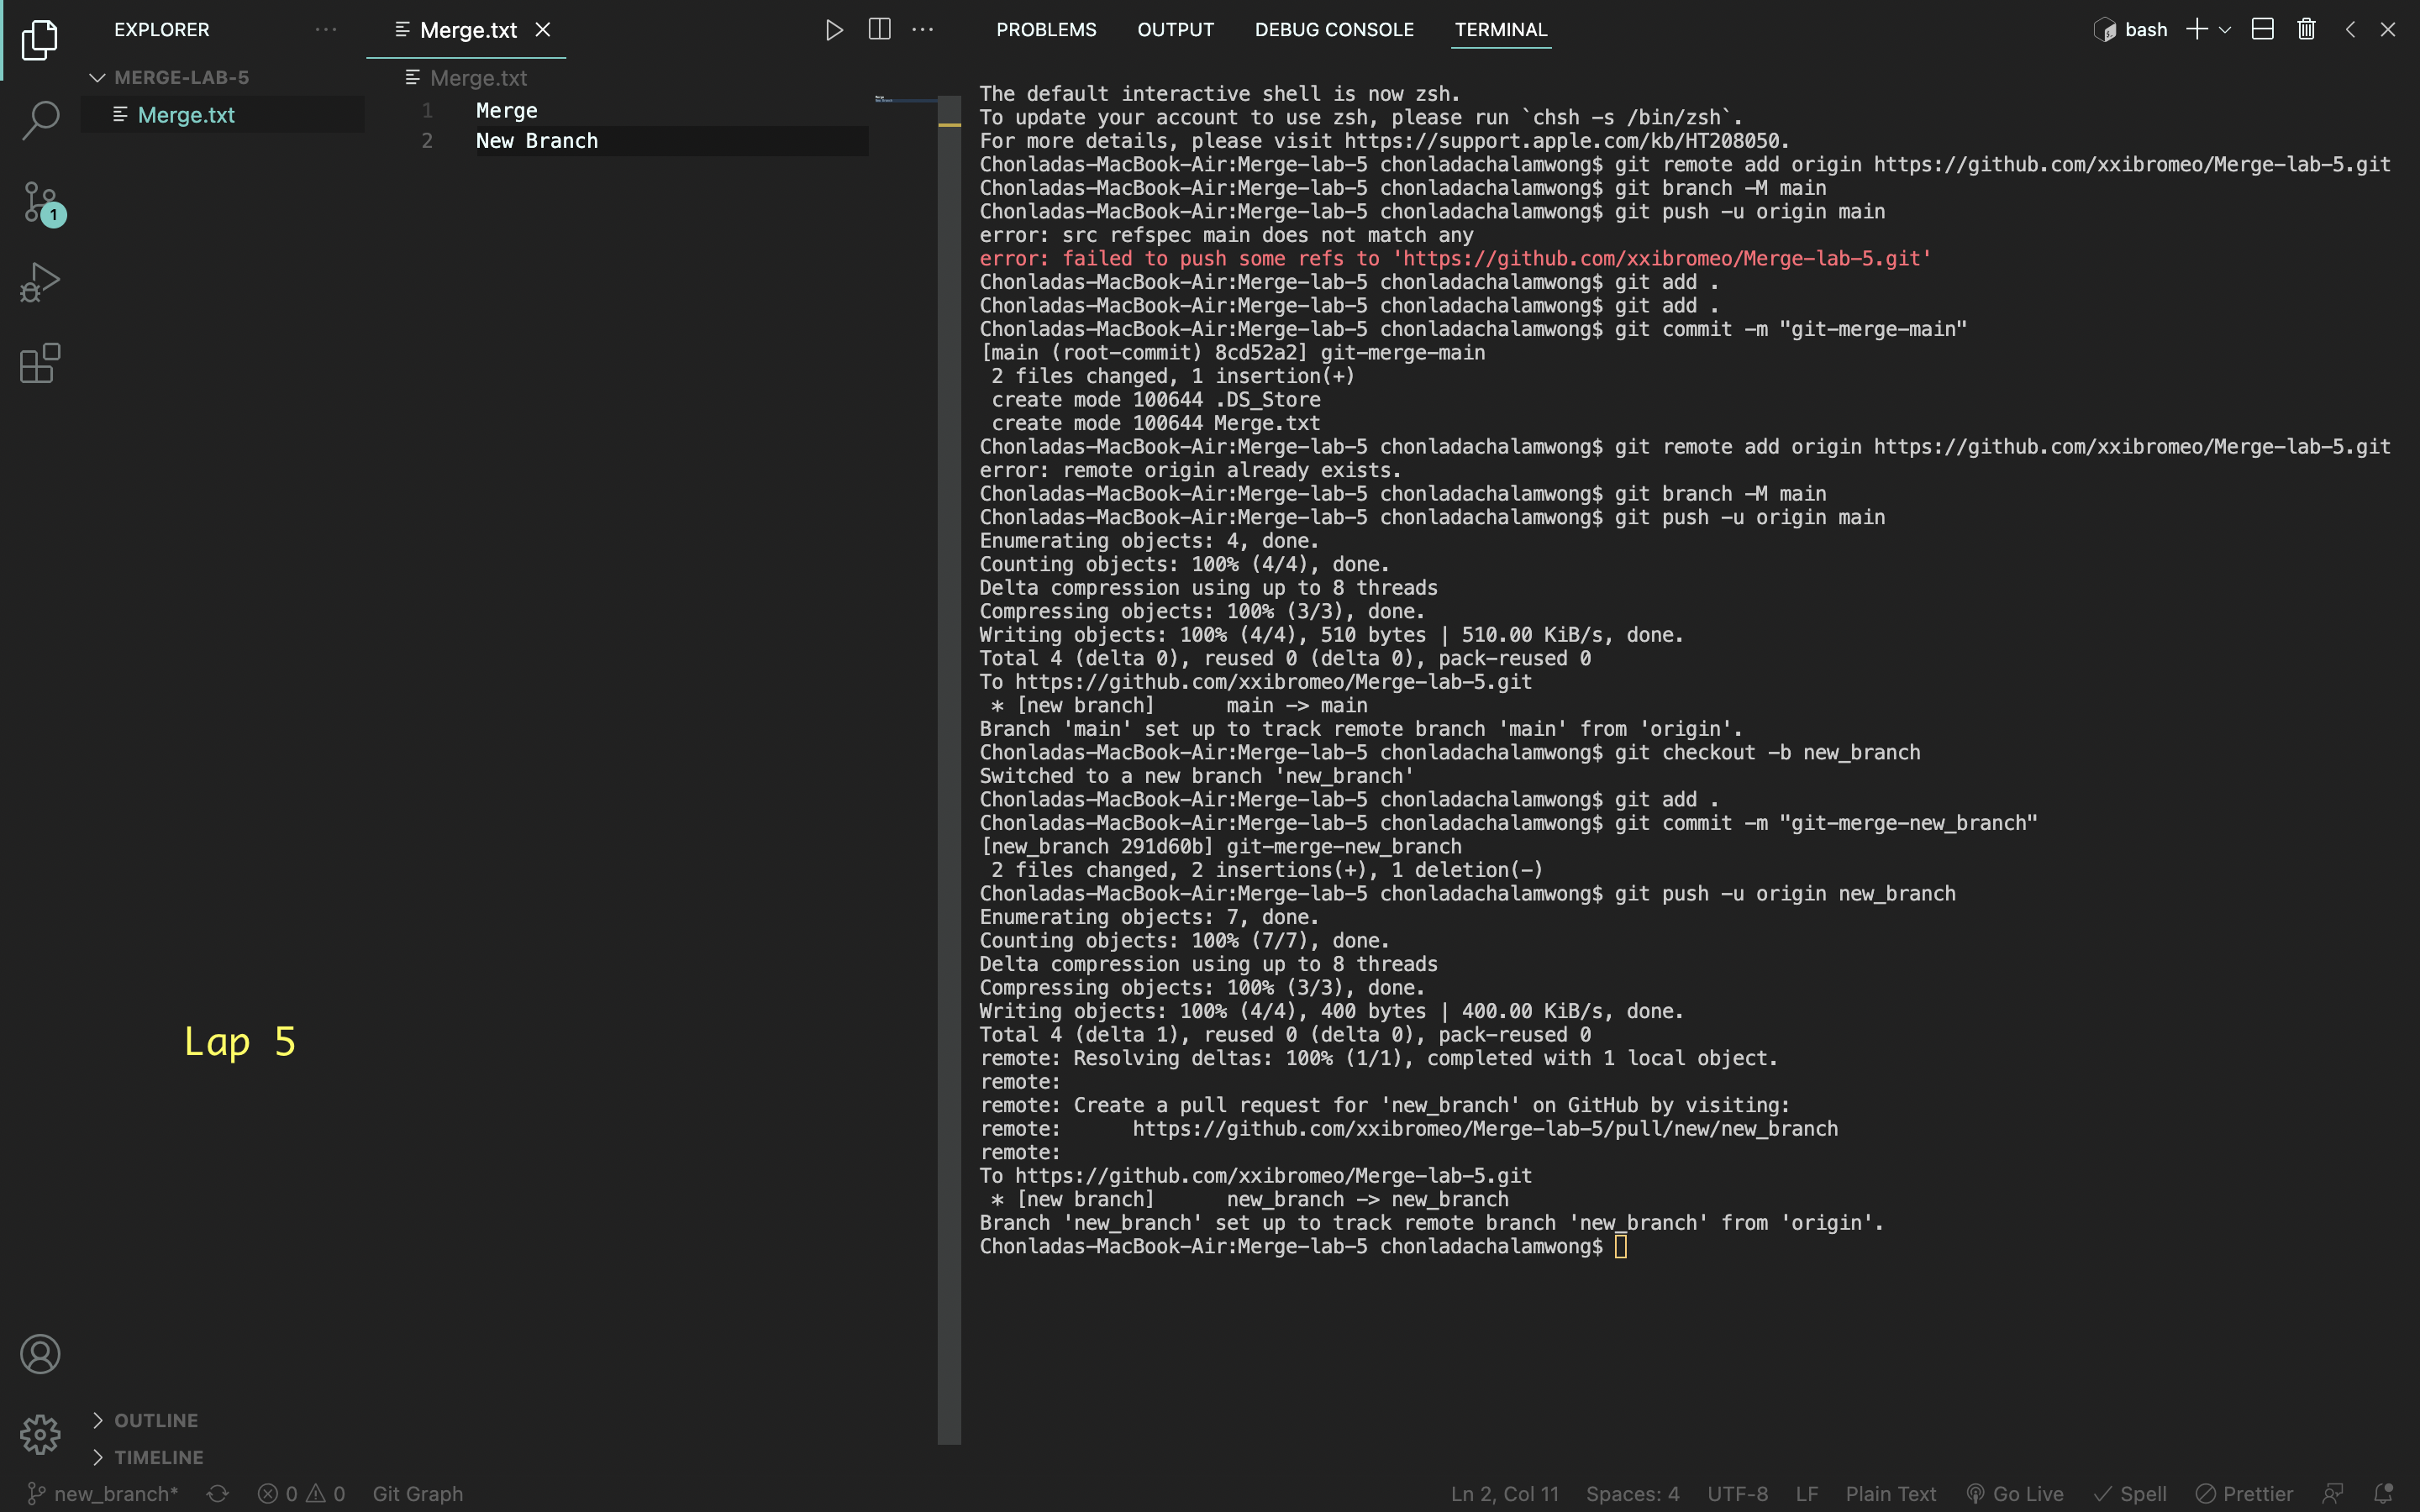 EXPLORER
MERGE-LAB-5
Merge.txt
1
Lap 5
OUTLINE
TIMELINE
Merge.txt
Merge.txt
1 Merge
2 New Branch
PROBLEMS OUTPUT DEBUG CONSOLE TERMINAL
bash
The default interactive shell is now zsh.
To update your account to use zsh, please run `chsh -s /bin/zsh`.
For more details, please visit https://support.apple.com/kb/HT208050.
Chonladas-MacBook-Air:Merge-lab-5 chonladachalamwong$ git remote add origin https://github.com/xxibromeo/Merge-lab-5.git
Chonladas-MacBook-Air:Merge-lab-5 chonladachalamwong$ git branch -M main
Chonladas-MacBook-Air:Merge-lab-5 chonladachalamwong$ git push -u origin main
error: src refspec main does not match any
error: failed to push some refs to 'https://github.com/xxibromeo/Merge-lab-5.git'
Chonladas-MacBook-Air:Merge-lab-5 chonladachalamwong$ git add .
Chonladas-MacBook-Air:Merge-lab-5 chonladachalamwong$ git add .
Chonladas-MacBook-Air:Merge-lab-5 chonladachalamwong$ git commit -m "git-merge-main"
[main (root-commit) 8cd52a2] git-merge-main
2 files changed, 1 insertion(+)
create mode 100644 .DS_Store
create mode 100644 Merge.txt
Chonladas-MacBook-Air:Merge-lab-5 chonladachalamwong$ git remote add origin https://github.com/xxibromeo/Merge-lab-5.git
error: remote origin already exists.
Chonladas-MacBook-Air:Merge-lab-5 chonladachalamwong$ git branch -M main
Chonladas-MacBook-Air:Merge-lab-5 chonladachalamwong$ git push -u origin main
Enumerating objects: 4, done.
Counting objects: 100% (4/4), done.
Delta compression using up to 8 threads
Compressing objects: 100% (3/3), done.
Writing objects: 100% (4/4), 510 bytes | 510.00 KiB/s, done.
Total 4 (delta 0), reused 0 (delta 0), pack-reused 0
To https://github.com/xxibromeo/Merge-lab-5.git
* [new branch] main -> main
Branch 'main' set up to track remote branch 'main' from 'origin'.
Chonladas-MacBook-Air:Merge-lab-5 chonladachalamwong$ git checkout -b new_branch
Switched to a new branch 'new_branch'
Chonladas-MacBook-Air:Merge-lab-5 chonladachalamwong$ git add .
Chonladas-MacBook-Air:Merge-lab-5 chonladachalamwong$ git commit -m "git-merge-new_branch"
[new_branch 291d60b] git-merge-new_branch
2 files changed, 2 insertions(+), 1 deletion(-)
Chonladas-MacBook-Air:Merge-lab-5 chonladachalamwong$ git push -u origin new_branch
Enumerating objects: 7, done.
Counting objects: 100% (7/7), done.
Delta compression using up to 8 threads
Compressing objects: 100% (3/3), done.
Writing objects: 100% (4/4), 400 bytes | 400.00 KiB/s, done.
Total 4 (delta 1), reused 0 (delta 0), pack-reused 0
remote: Resolving deltas: 100% (1/1), completed with 1 local object.
remote:
remote: Create a pull request for 'new_branch' on GitHub by visiting:
remote: https://github.com/xxibromeo/Merge-lab-5/pull/new/new_branch
remote:
To https://github.com/xxibromeo/Merge-lab-5.git
* [new branch] new_branch -> new_branch
Branch 'new_branch' set up to track remote branch 'new_branch' from 'origin'.
Chonladas-MacBook-Air:Merge-lab-5 chonladachalamwong$
new_branch* 0 0 Git Graph Ln 2, Col 11 Spaces: 4 UTF-8 LF Plain Text Go Live Spell Prettier